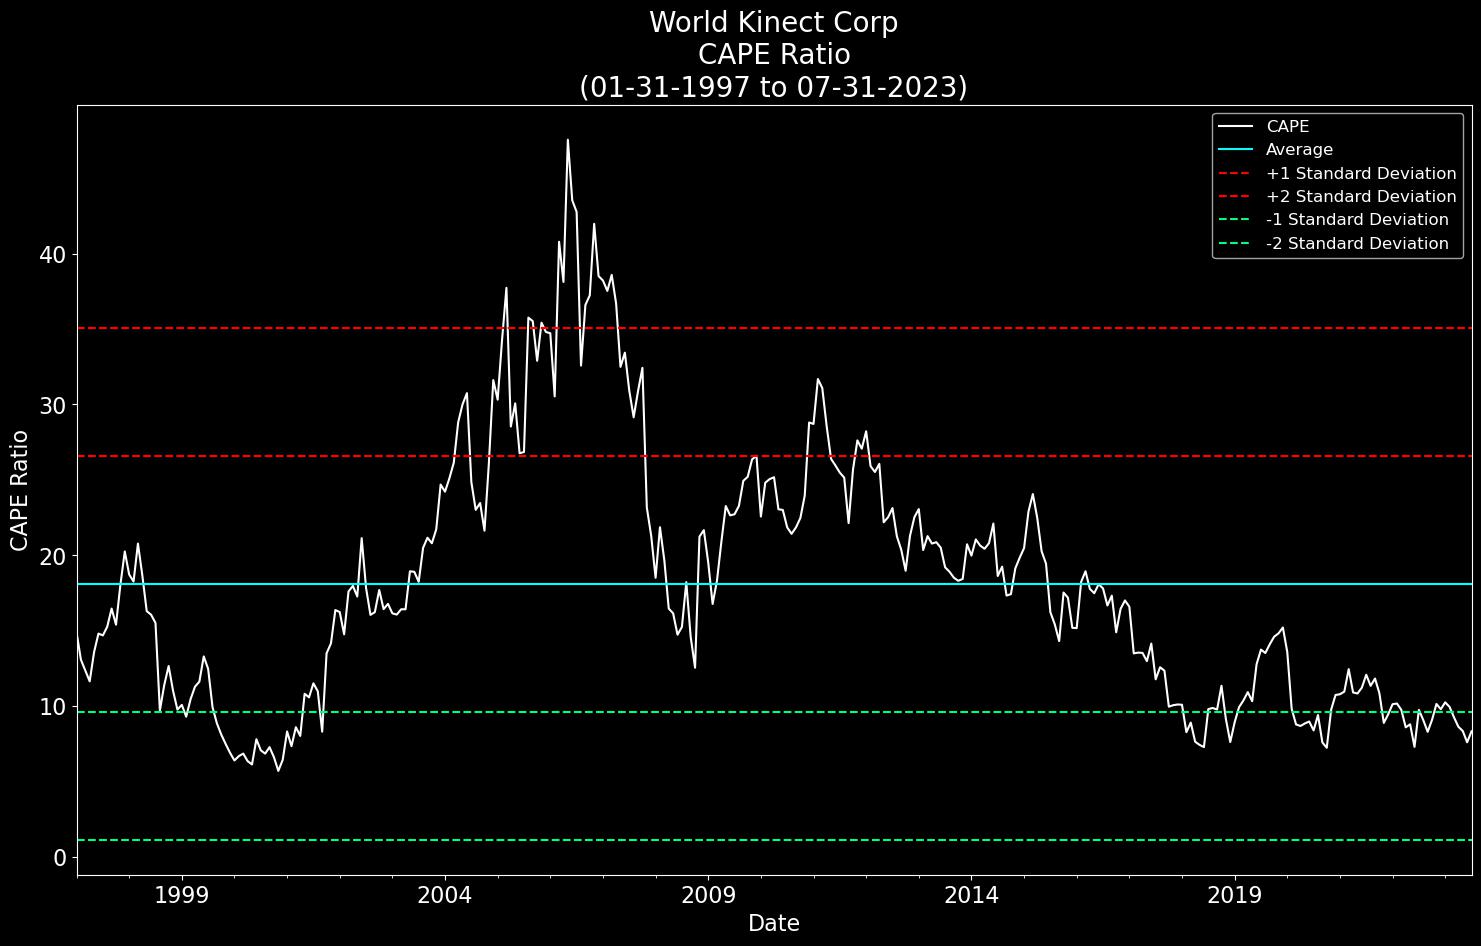 World Kinect Corp
CAPE Ratio
(01-31-1997 to 07-31-2023)
CAPE
Average
+1 Standard Deviation
+2 Standard Deviation
-1 Standard Deviation
-2 Standard Deviation
CAPE Ratio
40
30
20
10
0
1999 2004 2009 2014 2019
Date